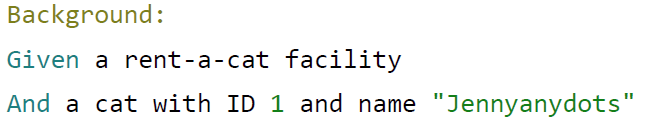 Background:
Given a rent-a-cat facility
And a cat with ID 1 and name "Jennyanydots"